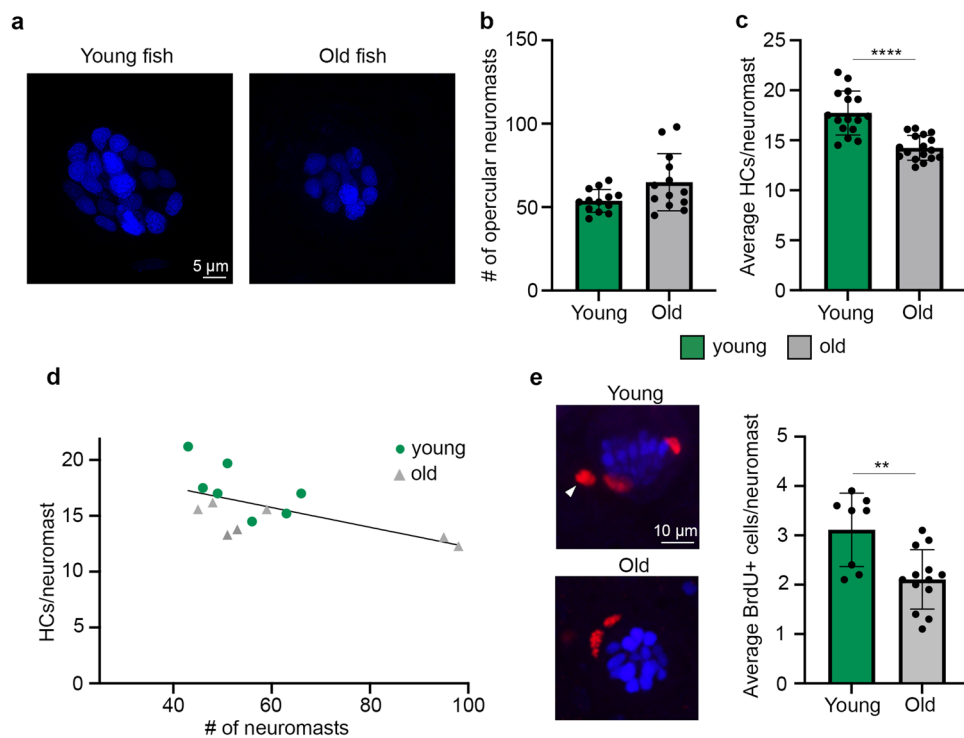 a
Young fish
Old fish
5 µm
b
# of opercular neuromasts
150
100
50
0
Young
Old
c
Average HCs/neuromast
25
20
15
10
5
0
****
Young
Old
young
old
d
HCs/neuromast
20
15
10
5
0
40
60
80
100
# of neuromasts
young
old
e
Young
10 µm
Old
Average BrdU+ cells/neuromast
5
4
3
2
1
0
**
Young
Old